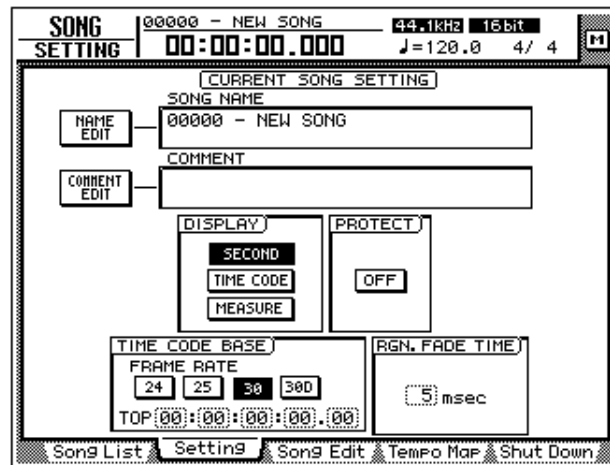 SONG SETTING
00000 - NEW SONG
00:00:00.000
44.1kHz 16bit
♩=120.0 4/ 4
M
CURRENT SONG SETTING
SONG NAME
NAME EDIT
00000 - NEW SONG
COMMENT
COMMENT EDIT
DISPLAY
SECOND
TIME CODE
MEASURE
PROTECT
OFF
TIME CODE BASE
FRAME RATE
24 25 30 30D
TOP 00:00:00:00.00
RGN. FADE TIME
5 msec
Song List Setting Song Edit Tempo Map Shut Down